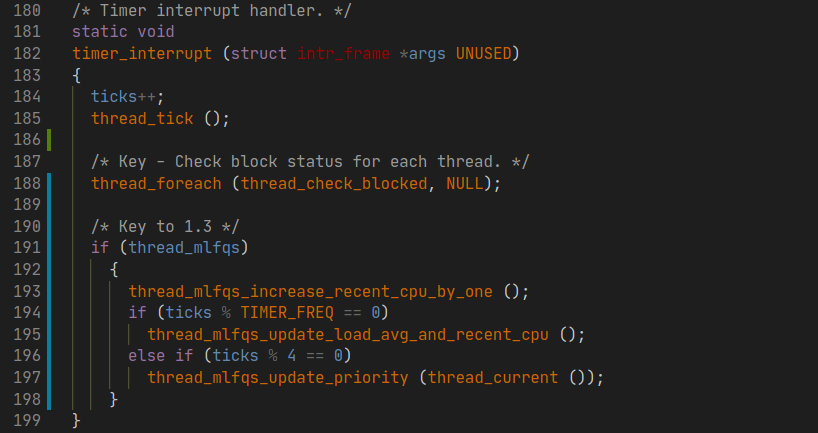 180 /* Timer interrupt handler. */
181 static void
182 timer_interrupt (struct intr_frame *args UNUSED)
183 {
184   ticks++;
185   thread_tick ();
186
187   /* Key - Check block status for each thread. */
188   thread_foreach (thread_check_blocked, NULL);
189
190   /* Key to 1.3 */
191   if (thread_mlfqs)
192     {
193       thread_mlfqs_increase_recent_cpu_by_one ();
194       if (ticks % TIMER_FREQ == 0)
195         thread_mlfqs_update_load_avg_and_recent_cpu ();
196       else if (ticks % 4 == 0)
197         thread_mlfqs_update_priority (thread_current ());
198     }
199 }